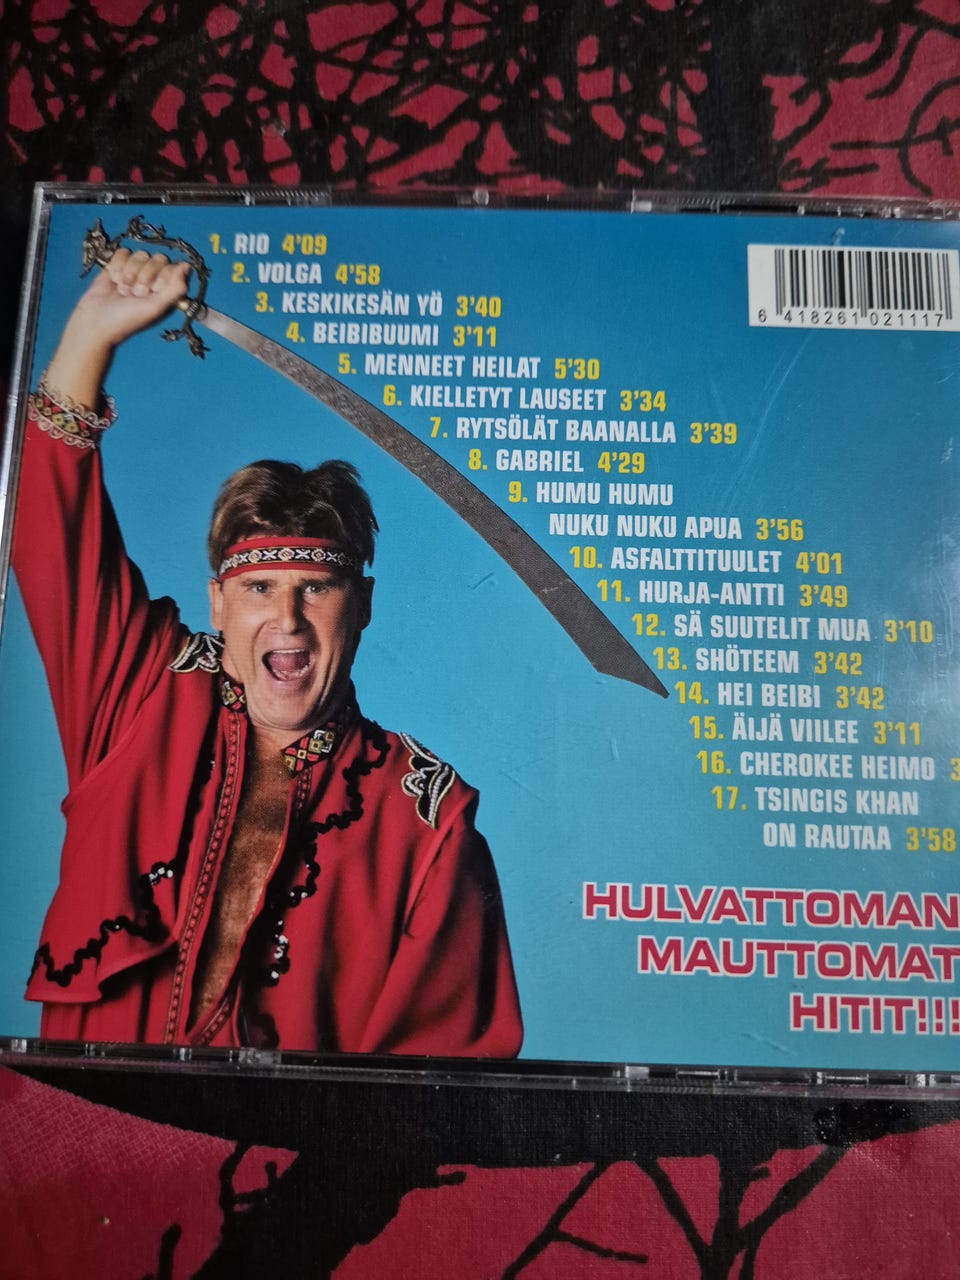 1. RIO 4'09
2. VOLGA 4'58
3. KESKIKESÄN YÖ 3'40
4. BEIBIBUUMI 3'11
5. MENNEET HEILAT 5'30
6. KIELLETYT LAUSEET 3'34
7. RYTSÖLÄT BAANALLA 3'39
8. GABRIEL 4'29
9. HUMU HUMU
NUKU NUKU APUA 3'56
10. ASFALTTITUULET 4'01
11. HURJA-ANTTI 3'49
12. SÄ SUUTELIT MUA 3'10
13. SHÖTEEM 3'42
14. HEI BEIBI 3'42
15. ÄIJÄ VIILEE 3'11
16. CHEROKEE HEIMO 3
17. TSINGIS KHAN
ON RAUTAA 3'58
6 418261 021117
HULVATTOMAN
MAUTTOMAT
HITIT!!!